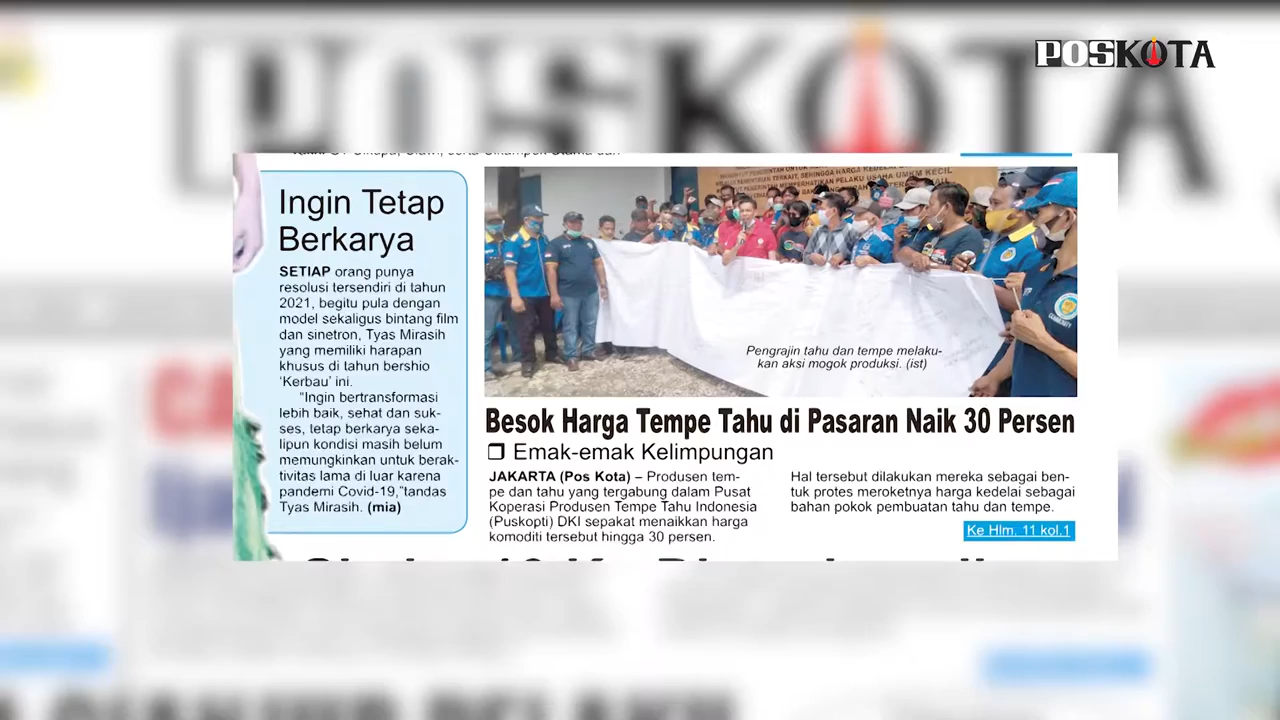 POSKOTA
POSKOTA
Ingin Tetap
Berkarya
SETIAP orang punya
resolusi tersendiri di tahun
2021, begitu pula dengan
model sekaligus bintang film
dan sinetron, Tyas Mirasih
yang memiliki harapan
khusus di tahun bershio
‘Kerbau’ ini.
“Ingin bertransformasi
lebih baik, sehat dan suk-
ses, tetap berkarya seka-
lipun kondisi masih belum
memungkinkan untuk berak-
tivitas lama di luar karena
pandemi Covid-19,”tandas
Tyas Mirasih. (mia)
PEMERINTAH MEMPERHATIKAN PELAKU USAHA UMKM KECIL
Pengrajin tahu dan tempe melaku-
kan aksi mogok produksi. (ist)
Besok Harga Tempe Tahu di Pasaran Naik 30 Persen
❒ Emak-emak Kelimpungan
JAKARTA (Pos Kota) – Produsen tem-
pe dan tahu yang tergabung dalam Pusat
Koperasi Produsen Tempe Tahu Indonesia
(Puskopti) DKI sepakat menaikkan harga
komoditi tersebut hingga 30 persen.
Hal tersebut dilakukan mereka sebagai ben-
tuk protes meroketnya harga kedelai sebagai
bahan pokok pembuatan tahu dan tempe.
Ke Hlm. 11 kol.1